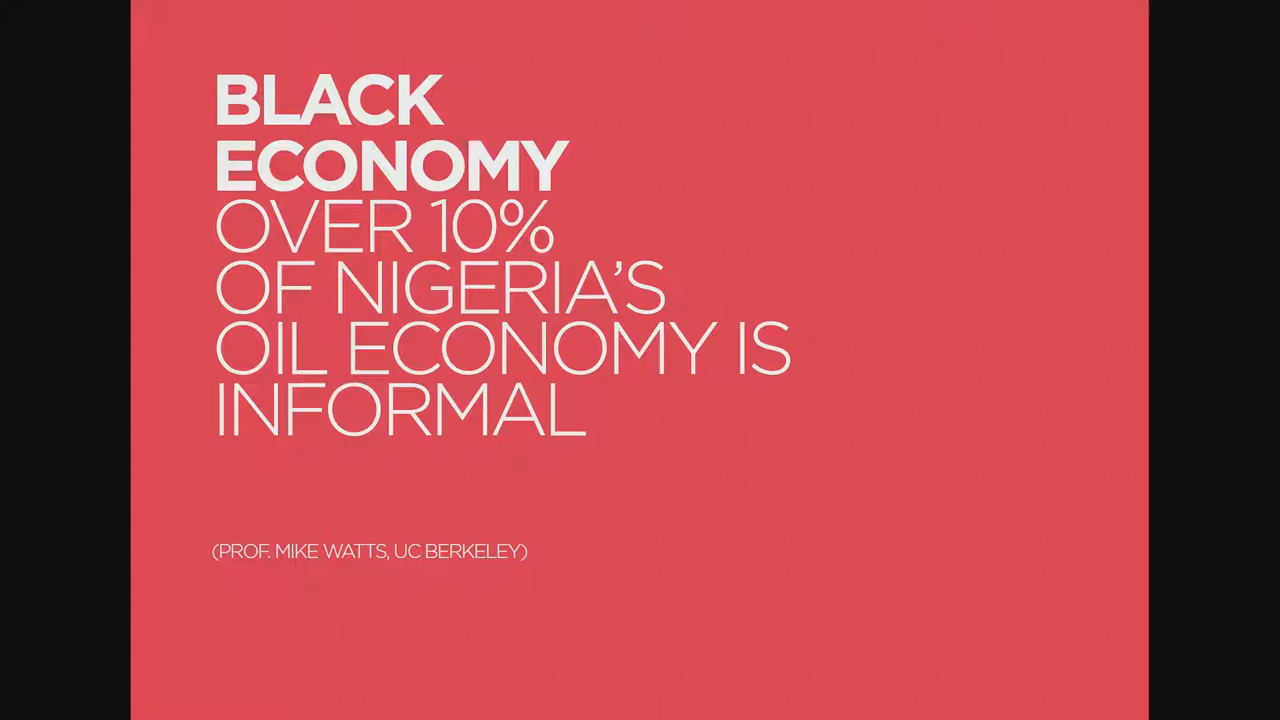 BLACK
ECONOMY
OVER 10%
OF NIGERIA'S
OIL ECONOMY IS
INFORMAL
(PROF. MIKE WATTS, UC BERKELEY)